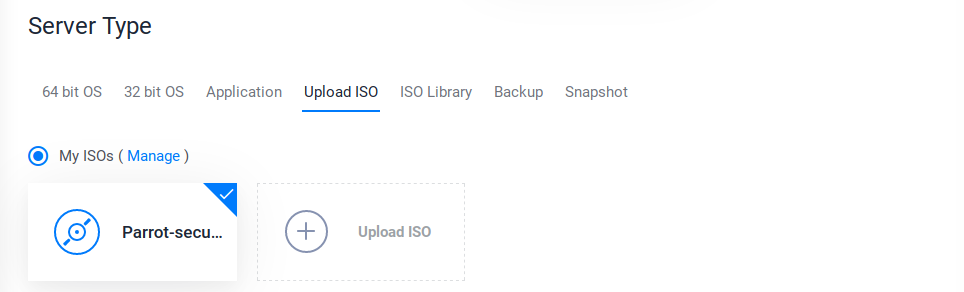 Server Type
64 bit OS 32 bit OS Application Upload ISO ISO Library Backup Snapshot
My ISOs ( Manage )
Parrot-secu... Upload ISO